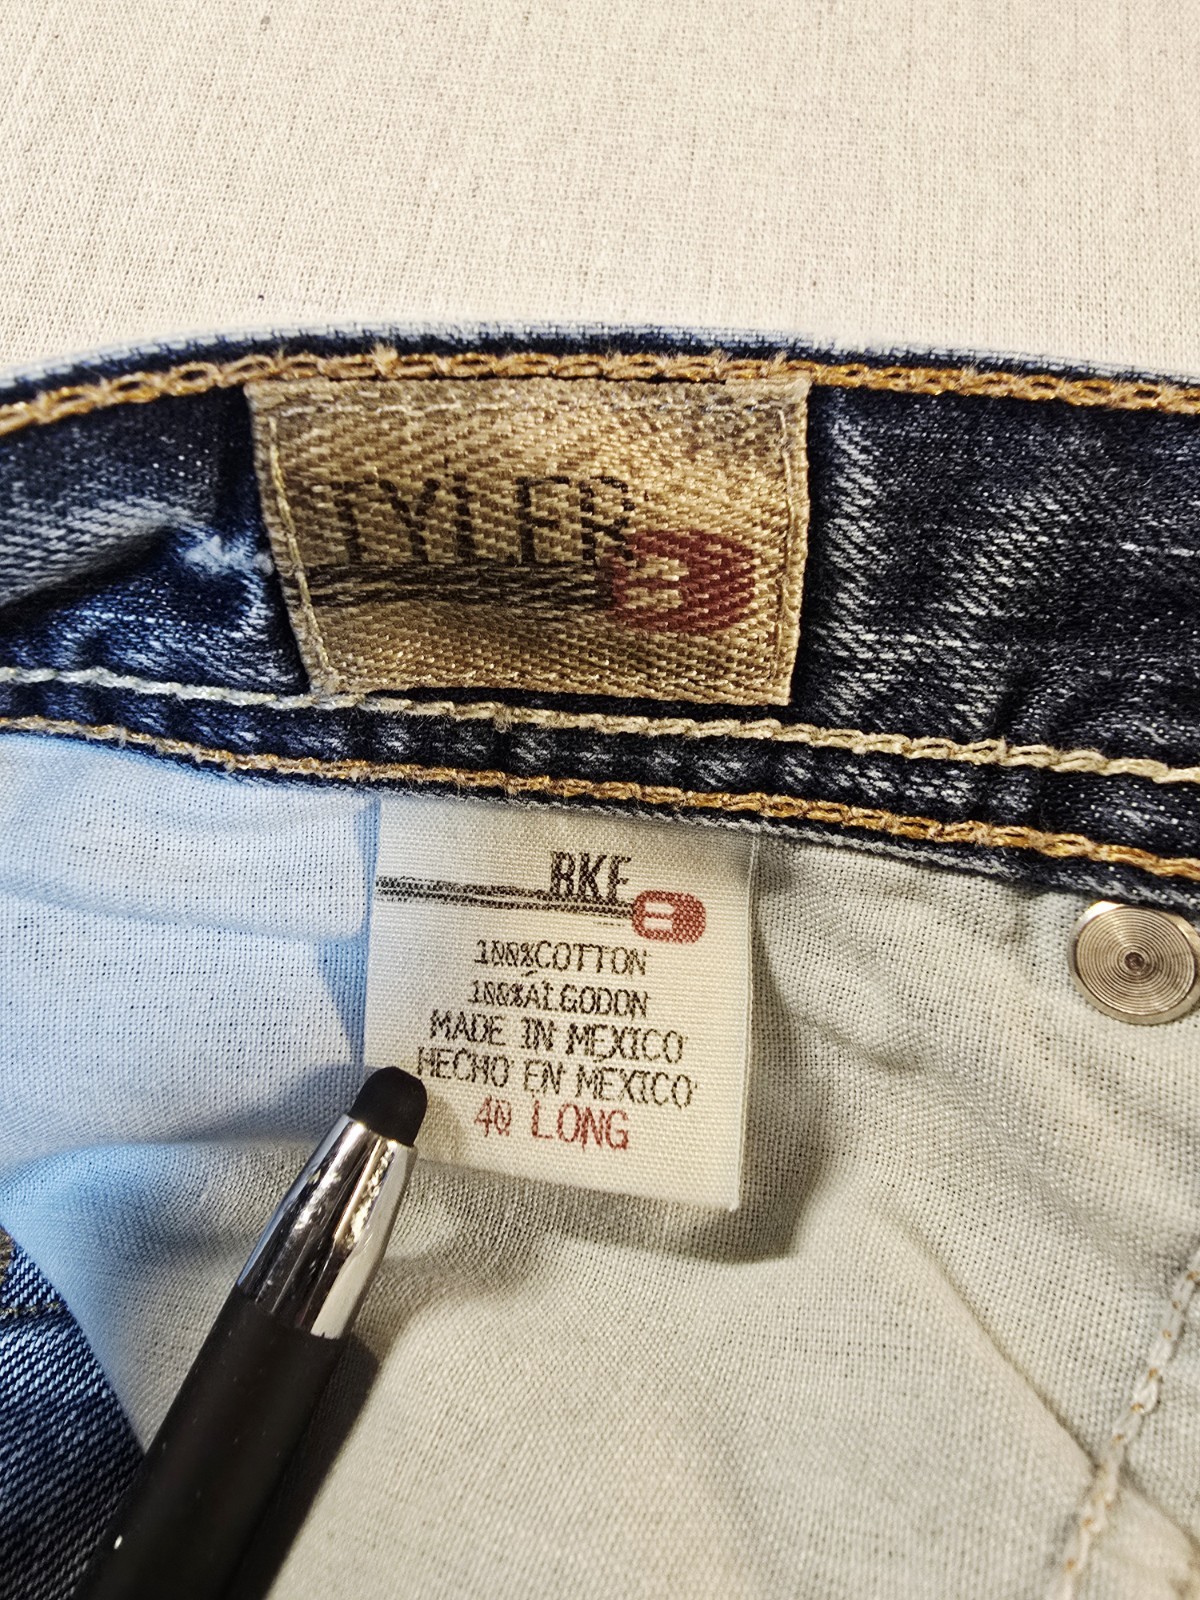 TYLER
B
BKE
B
100%COTTON
100%ALGODON
MADE IN MEXICO
HECHO EN MEXICO
40 LONG